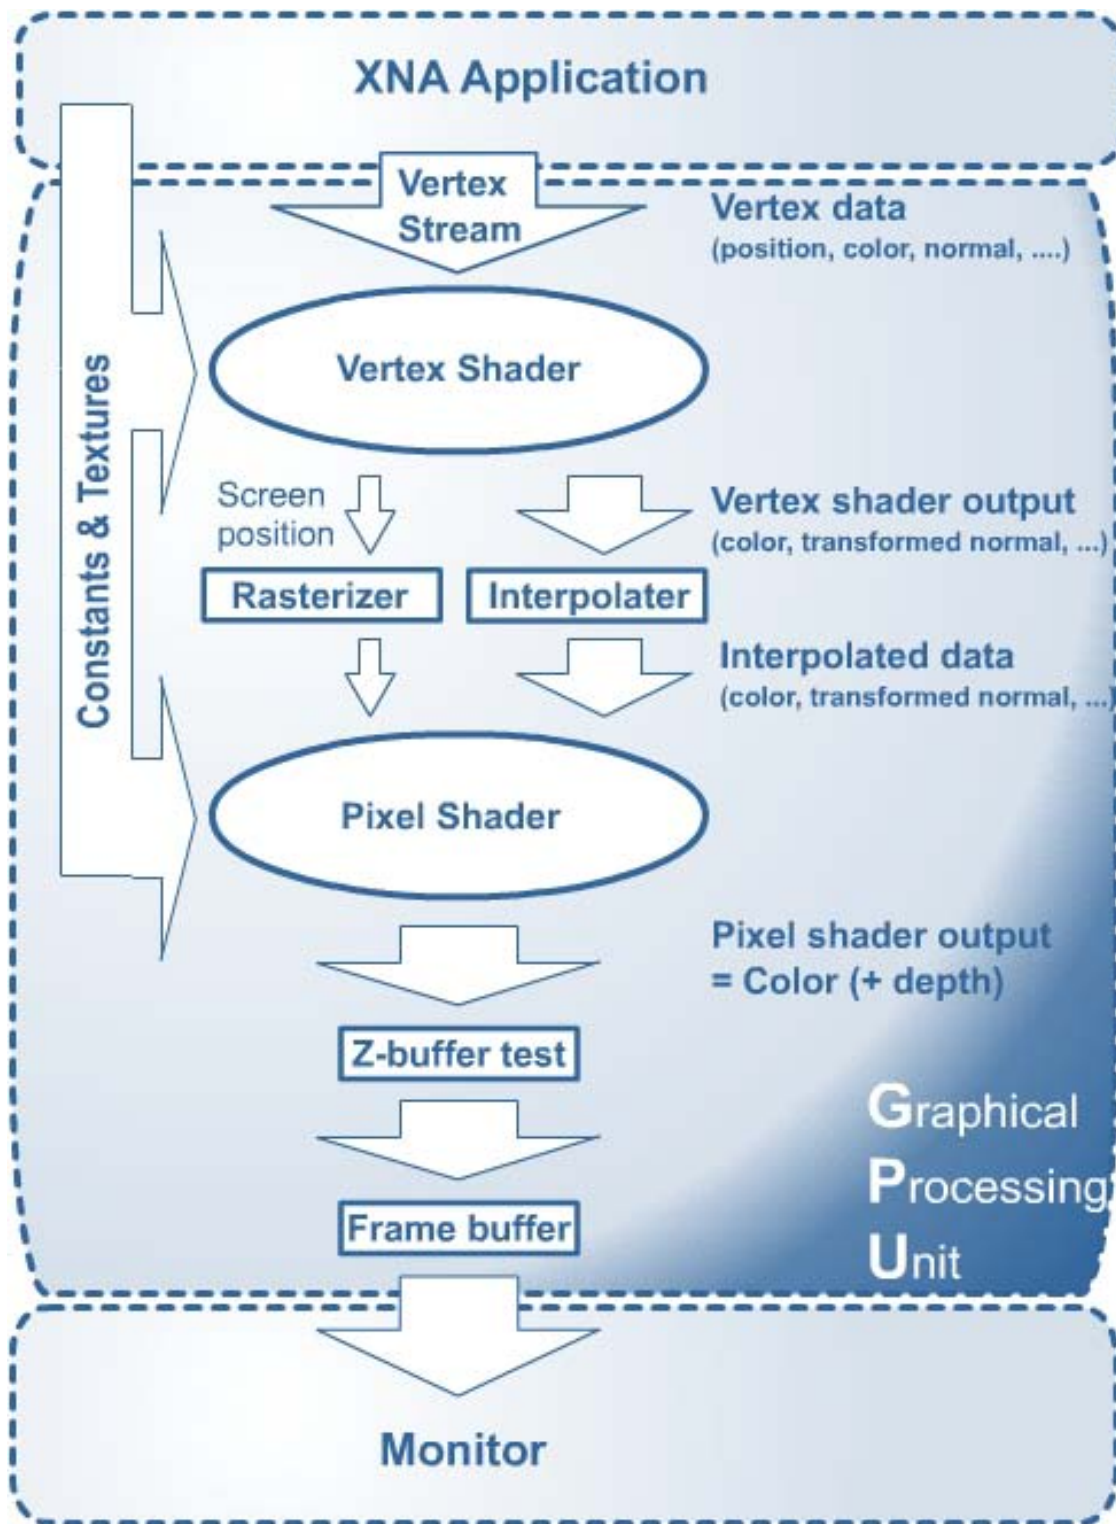 XNA Application
Vertex
Stream
Vertex data
(position, color, normal, ....)
Vertex Shader
Constants & Textures
Screen
position
Vertex shader output
(color, transformed normal, ...)
Rasterizer
Interpolater
Interpolated data
(color, transformed normal, ...)
Pixel Shader
Pixel shader output
= Color (+ depth)
Z-buffer test
Graphical
Processing
Unit
Frame buffer
Monitor